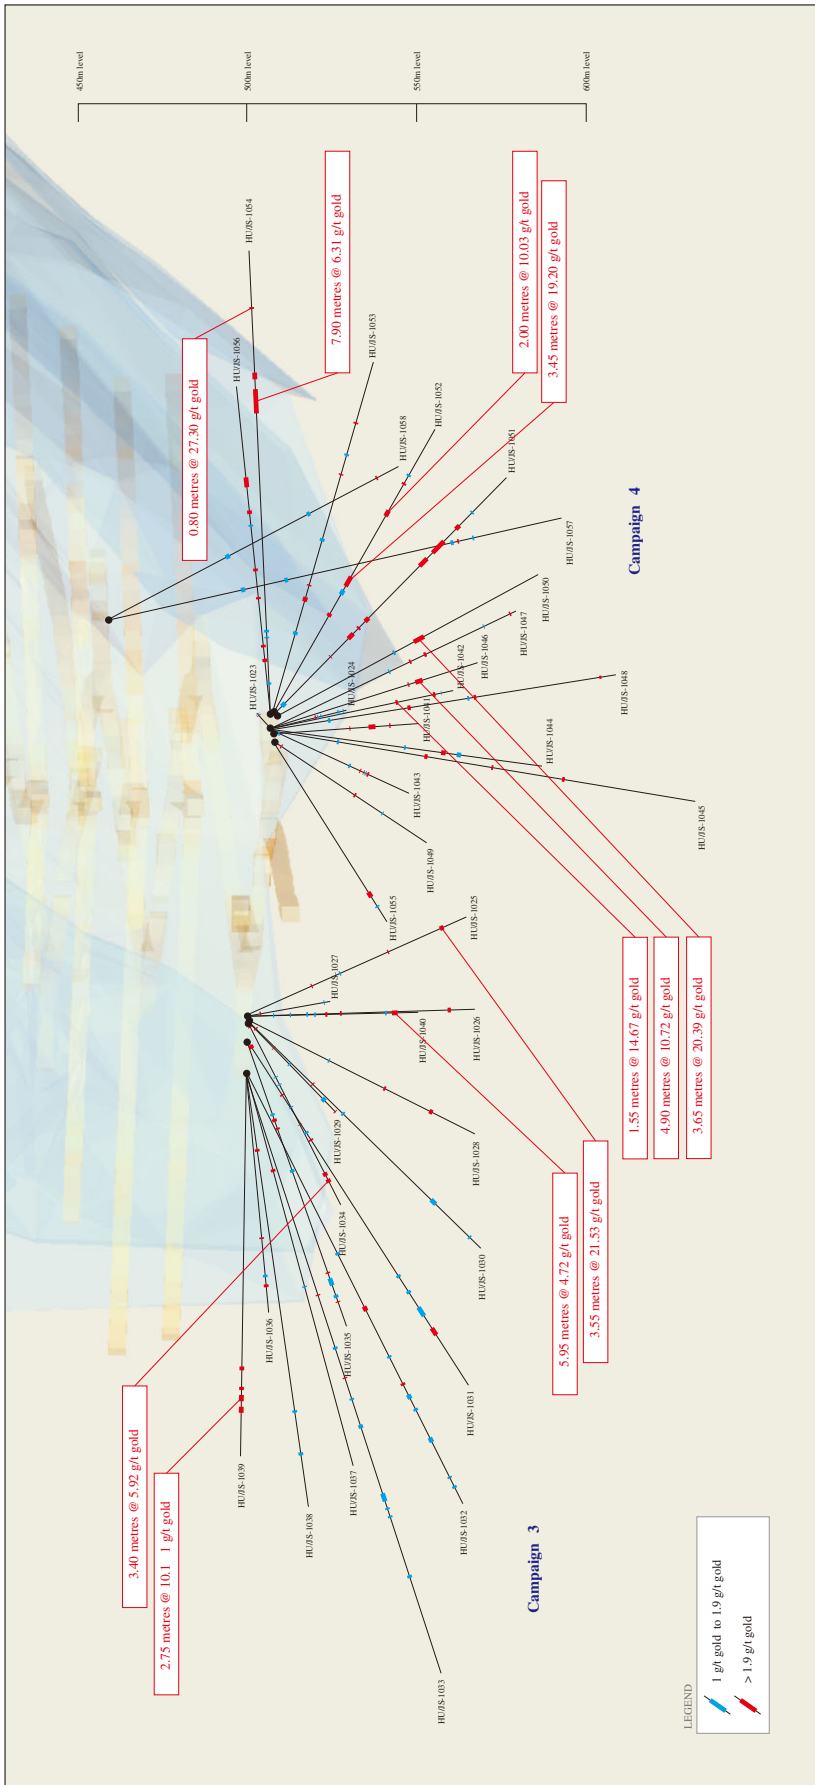 450m level
500m level
550m level
600m level
HU/JS-1054
HU/JS-1056
HU/JS-1053
HU/JS-1052
HU/JS-1058
HU/JS-1051
HU/JS-1057
HU/JS-1050
HU/JS-1047
HU/JS-1046
HU/JS-1042
HU/JS-1048
HU/JS-1023
HU/JS-1024
HU/JS-1041
HU/JS-1044
HU/JS-1045
HU/JS-1043
HU/JS-1049
HU/JS-1055
0.80 metres @ 27.30 g/t gold
7.90 metres @ 6.31 g/t gold
2.00 metres @ 10.03 g/t gold
3.45 metres @ 19.20 g/t gold
Campaign 4
1.55 metres @ 14.67 g/t gold
4.90 metres @ 10.72 g/t gold
3.65 metres @ 20.39 g/t gold
HU/JS-1025
HU/JS-1027
HU/JS-1026
HU/JS-1040
HU/JS-1028
HU/JS-1029
HU/JS-1030
HU/JS-1034
HU/JS-1031
HU/JS-1035
HU/JS-1036
HU/JS-1032
HU/JS-1037
HU/JS-1038
HU/JS-1039
HU/JS-1033
5.95 metres @ 4.72 g/t gold
3.55 metres @ 21.53 g/t gold
3.40 metres @ 5.92 g/t gold
2.75 metres @ 10.1 1 g/t gold
Campaign 3
LEGEND
1 g/t gold to 1.9 g/t gold
> 1.9 g/t gold